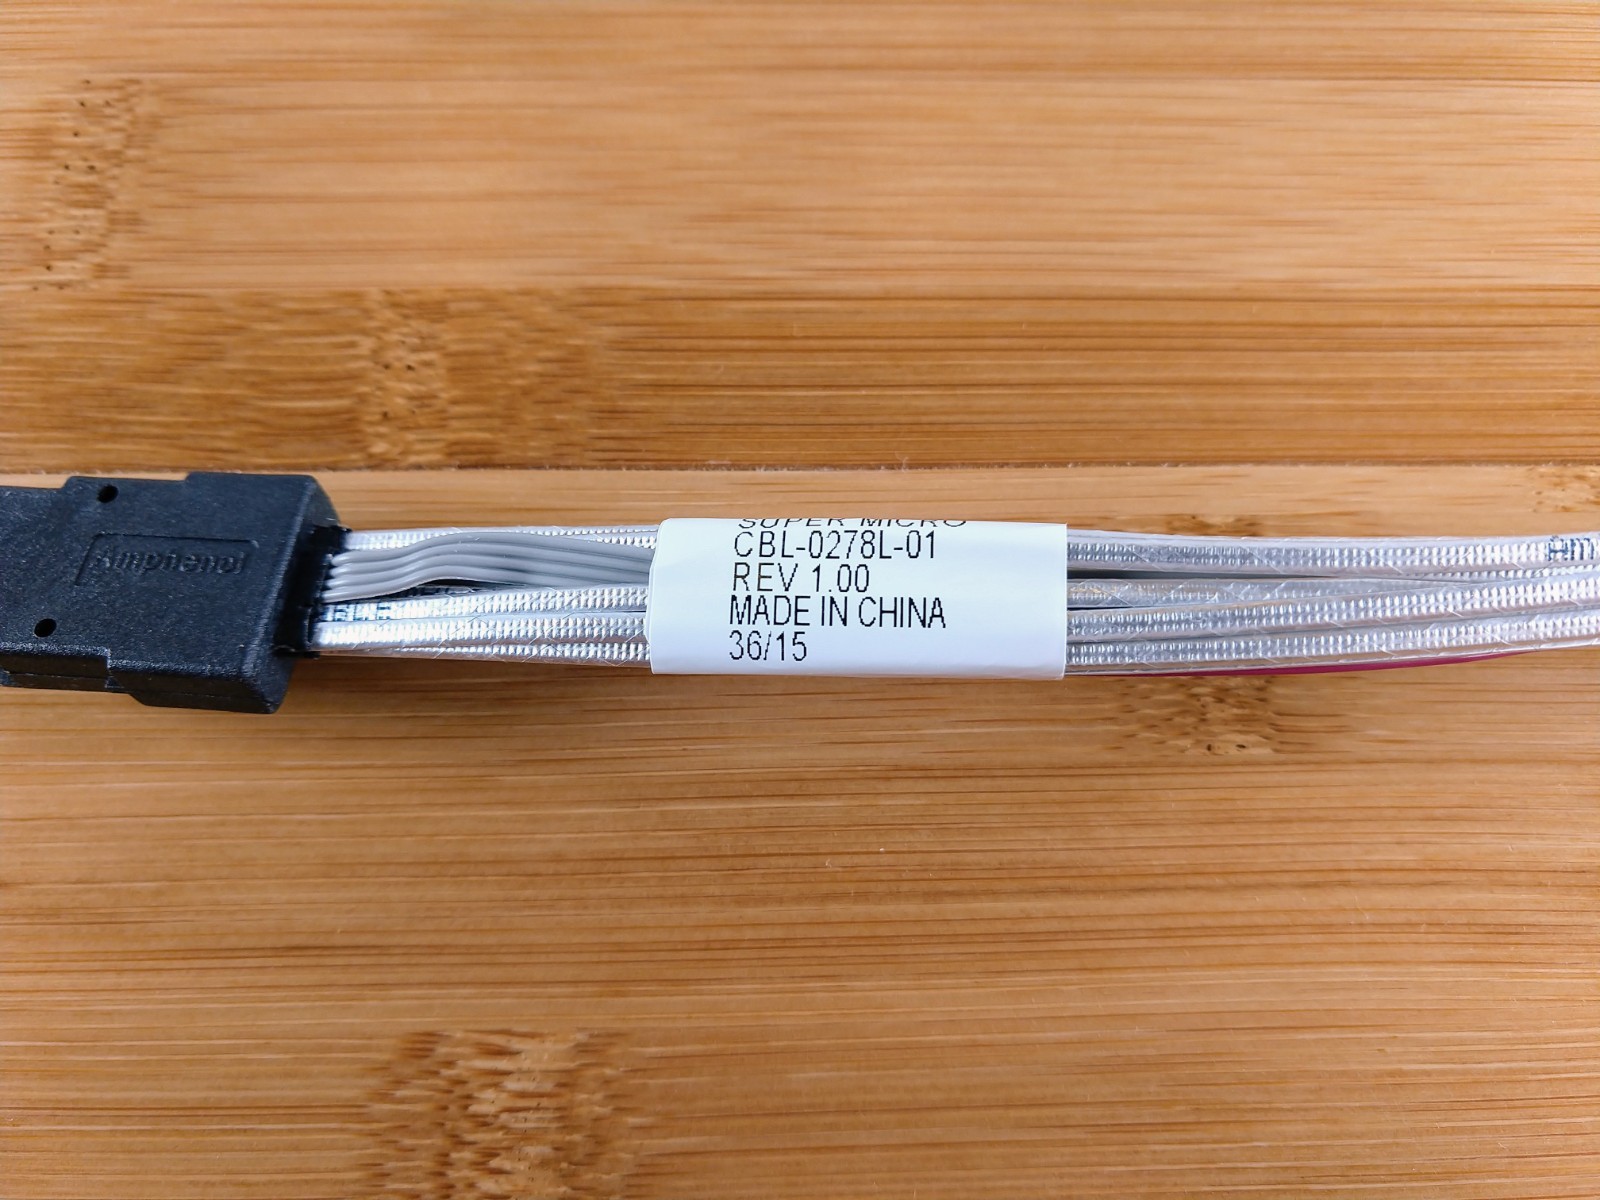 Amphenol
SUPER MICRO
CBL-0278L-01
REV 1.00
MADE IN CHINA
36/15